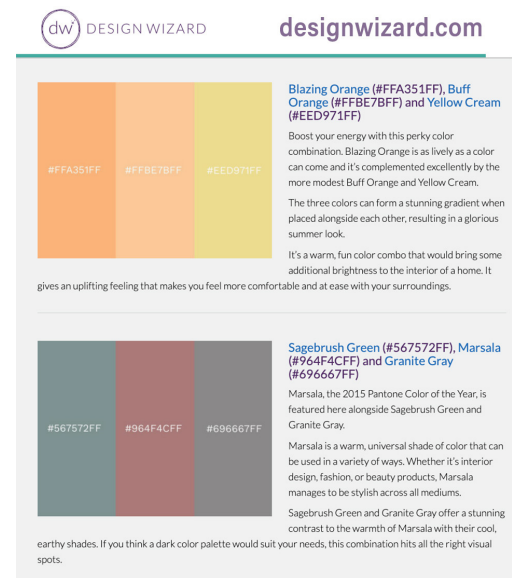 dw
DESIGN WIZARD
designwizard.com
#FFA351FF
#FFBE7BFF
#EED971FF
Blazing Orange (#FFA351FF), Buff
Orange (#FFBE7BFF) and Yellow Cream
(#EED971FF)
Boost your energy with this perky color
combination. Blazing Orange is as lively as a color
can come and it's complemented excellently by the
more modest Buff Orange and Yellow Cream.
The three colors can form a stunning gradient when
placed alongside each other, resulting in a glorious
summer look.
It's a warm, fun color combo that would bring some
additional brightness to the interior of a home. It
gives an uplifting feeling that makes you feel more comfortable and at ease with your surroundings.
#567572FF
#964F4CFF
#696667FF
Sagebrush Green (#567572FF), Marsala
(#964F4CFF) and Granite Gray
(#696667FF)
Marsala, the 2015 Pantone Color of the Year, is
featured here alongside Sagebrush Green and
Granite Gray.
Marsala is a warm, universal shade of color that can
be used in a variety of ways. Whether it's interior
design, fashion, or beauty products, Marsala
manages to be stylish across all mediums.
Sagebrush Green and Granite Gray offer a stunning
contrast to the warmth of Marsala with their cool,
earthy shades. If you think a dark color palette would suit your needs, this combination hits all the right visual
spots.